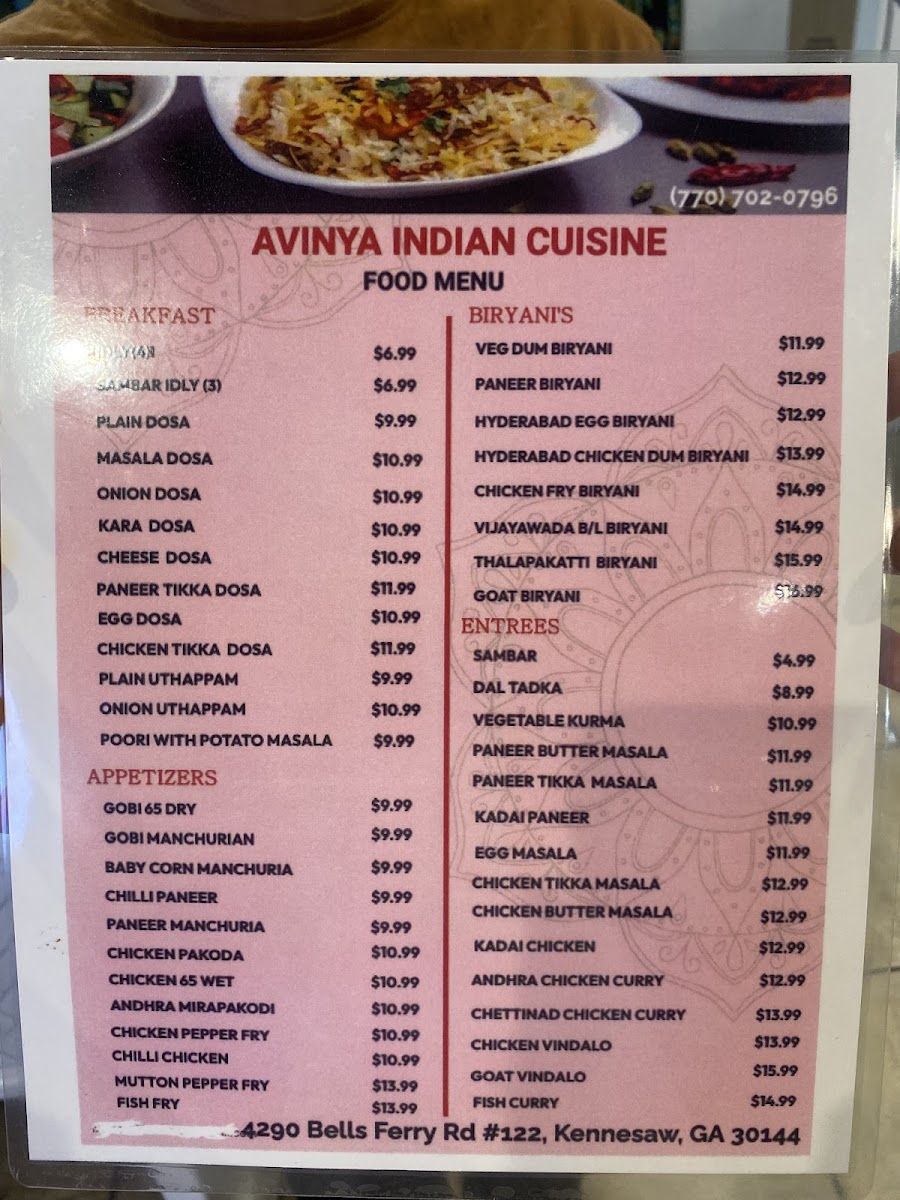 (770) 702-0796
AVINYA INDIAN CUISINE
FOOD MENU
BREAKFAST
IDLY(4) $6.99
SAMBAR IDLY (3) $6.99
PLAIN DOSA $9.99
MASALA DOSA $10.99
ONION DOSA $10.99
KARA DOSA $10.99
CHEESE DOSA $10.99
PANEER TIKKA DOSA $11.99
EGG DOSA $10.99
CHICKEN TIKKA DOSA $11.99
PLAIN UTHAPPAM $9.99
ONION UTHAPPAM $10.99
POORI WITH POTATO MASALA $9.99
APPETIZERS
GOBI 65 DRY $9.99
GOBI MANCHURIAN $9.99
BABY CORN MANCHURIA $9.99
CHILLI PANEER $9.99
PANEER MANCHURIA $9.99
CHICKEN PAKODA $10.99
CHICKEN 65 WET $10.99
ANDHRA MIRAPAKODI $10.99
CHICKEN PEPPER FRY $10.99
CHILLI CHICKEN $10.99
MUTTON PEPPER FRY $13.99
FISH FRY $13.99
BIRYANI'S
VEG DUM BIRYANI $11.99
PANEER BIRYANI $12.99
HYDERABAD EGG BIRYANI $12.99
HYDERABAD CHICKEN DUM BIRYANI $13.99
CHICKEN FRY BIRYANI $14.99
VIJAYAWADA B/L BIRYANI $14.99
THALAPAKATTI BIRYANI $15.99
GOAT BIRYANI $16.99
ENTREES
SAMBAR $4.99
DAL TADKA $8.99
VEGETABLE KURMA $10.99
PANEER BUTTER MASALA $11.99
PANEER TIKKA MASALA $11.99
KADAI PANEER $11.99
EGG MASALA $11.99
CHICKEN TIKKA MASALA $12.99
CHICKEN BUTTER MASALA $12.99
KADAI CHICKEN $12.99
ANDHRA CHICKEN CURRY $12.99
CHETTINAD CHICKEN CURRY $13.99
CHICKEN VINDALO $13.99
GOAT VINDALO $15.99
FISH CURRY $14.99
4290 Bells Ferry Rd #122, Kennesaw, GA 30144